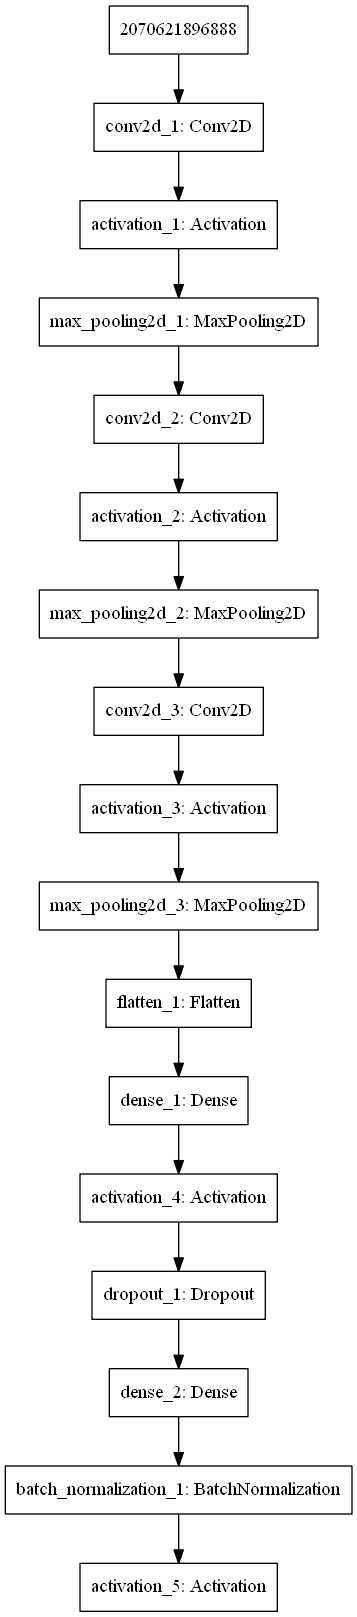 2070621896888
conv2d_1: Conv2D
activation_1: Activation
max_pooling2d_1: MaxPooling2D
conv2d_2: Conv2D
activation_2: Activation
max_pooling2d_2: MaxPooling2D
conv2d_3: Conv2D
activation_3: Activation
max_pooling2d_3: MaxPooling2D
flatten_1: Flatten
dense_1: Dense
activation_4: Activation
dropout_1: Dropout
dense_2: Dense
batch_normalization_1: BatchNormalization
activation_5: Activation